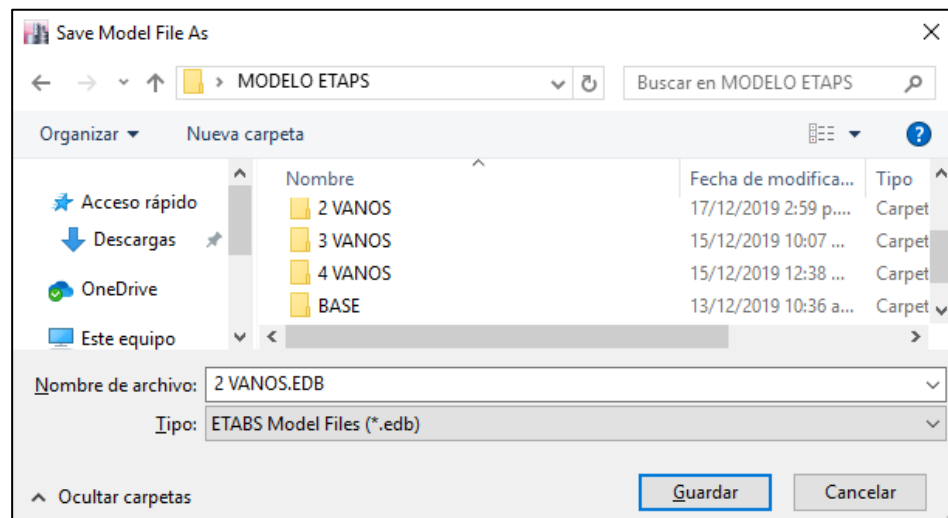 Save Model File As
MODELO ETAPS
Buscar en MODELO ETAPS
Organizar
Nueva carpeta
?
Nombre
Fecha de modifica...
Tipo
Acceso rápido
2 VANOS
17/12/2019 2:59 p....
Carpet
Descargas
3 VANOS
15/12/2019 10:07 ...
Carpet
OneDrive
4 VANOS
15/12/2019 12:38 ...
Carpet
BASE
13/12/2019 10:36 a...
Carpet
Este equipo
Nombre de archivo:
2 VANOS.EDB
Tipo:
ETABS Model Files (*.edb)
Ocultar carpetas
Guardar
Cancelar